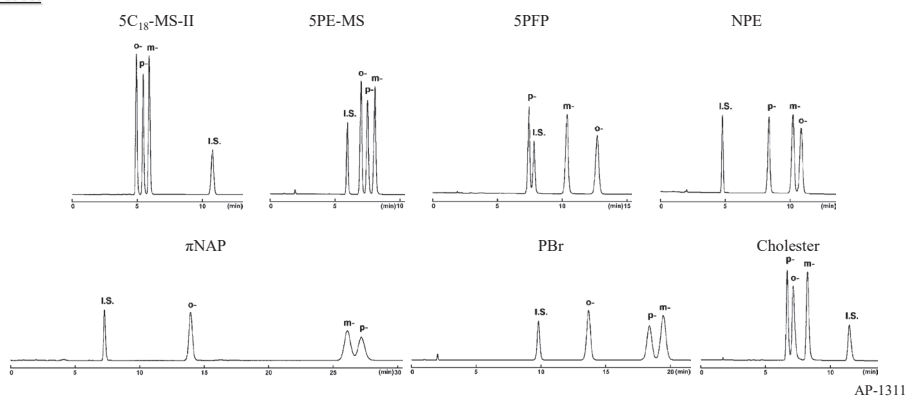 5C18-MS-II
o-
p-
m-
I.S.
0 5 10 (min)
5PE-MS
I.S.
o-
p-
m-
0 5 (min)10
5PFP
p-
I.S.
m-
o-
0 5 10 (min)15
NPE
I.S.
p-
m-
o-
0 5 10 (min)
πNAP
I.S.
o-
m-
p-
0 5 10 15 20 25 (min)30
PBr
I.S.
o-
p-
m-
0 5 10 15 20 (min)
Cholester
p-
o-
m-
I.S.
0 5 10 (min)
AP-1311